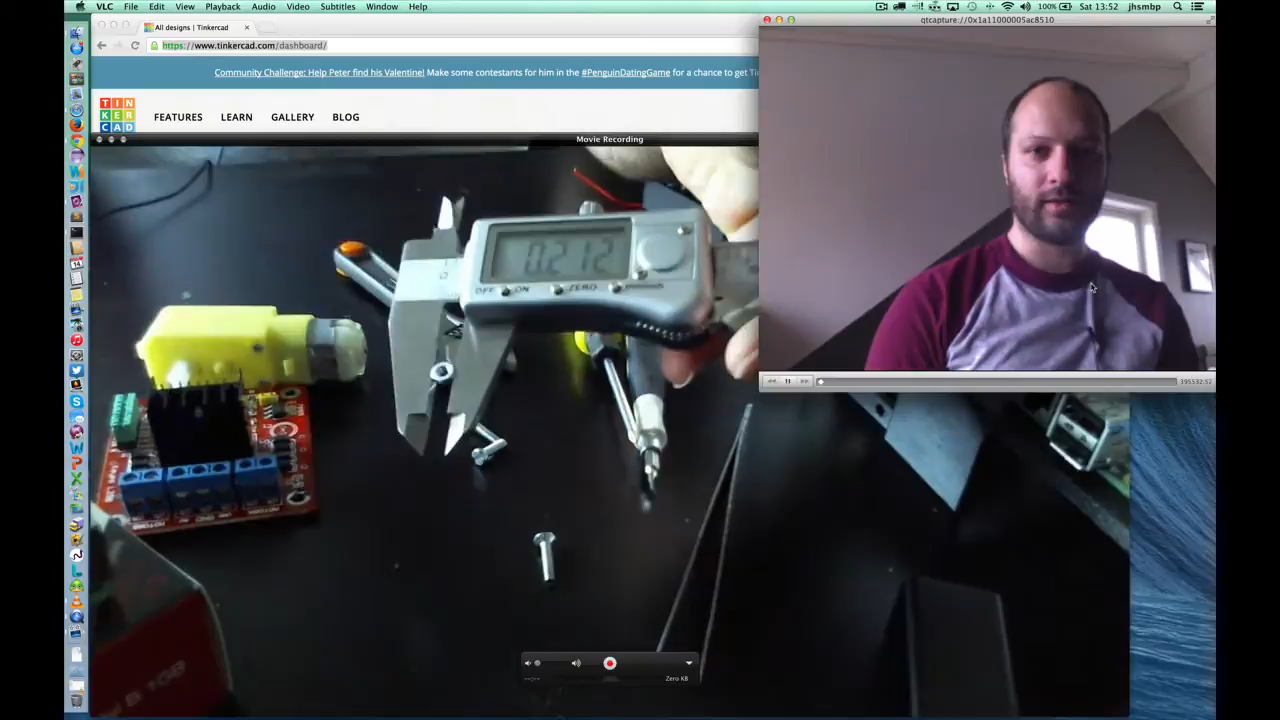 VLC File Edit View Playback Audio Video Subtitles Window Help
100% Sat 13:52 jhsmbp
qtcapture://0x1a11000005ac8510
All designs | Tinkercad
https://www.tinkercad.com/dashboard/
Community Challenge: Help Peter find his Valentine! Make some contestants for him in the #PenguinDatingGame for a chance to get
TIN
KER
CAD
FEATURES LEARN GALLERY BLOG
Movie Recording
0.212
OFF ON ZERO
Zero KB